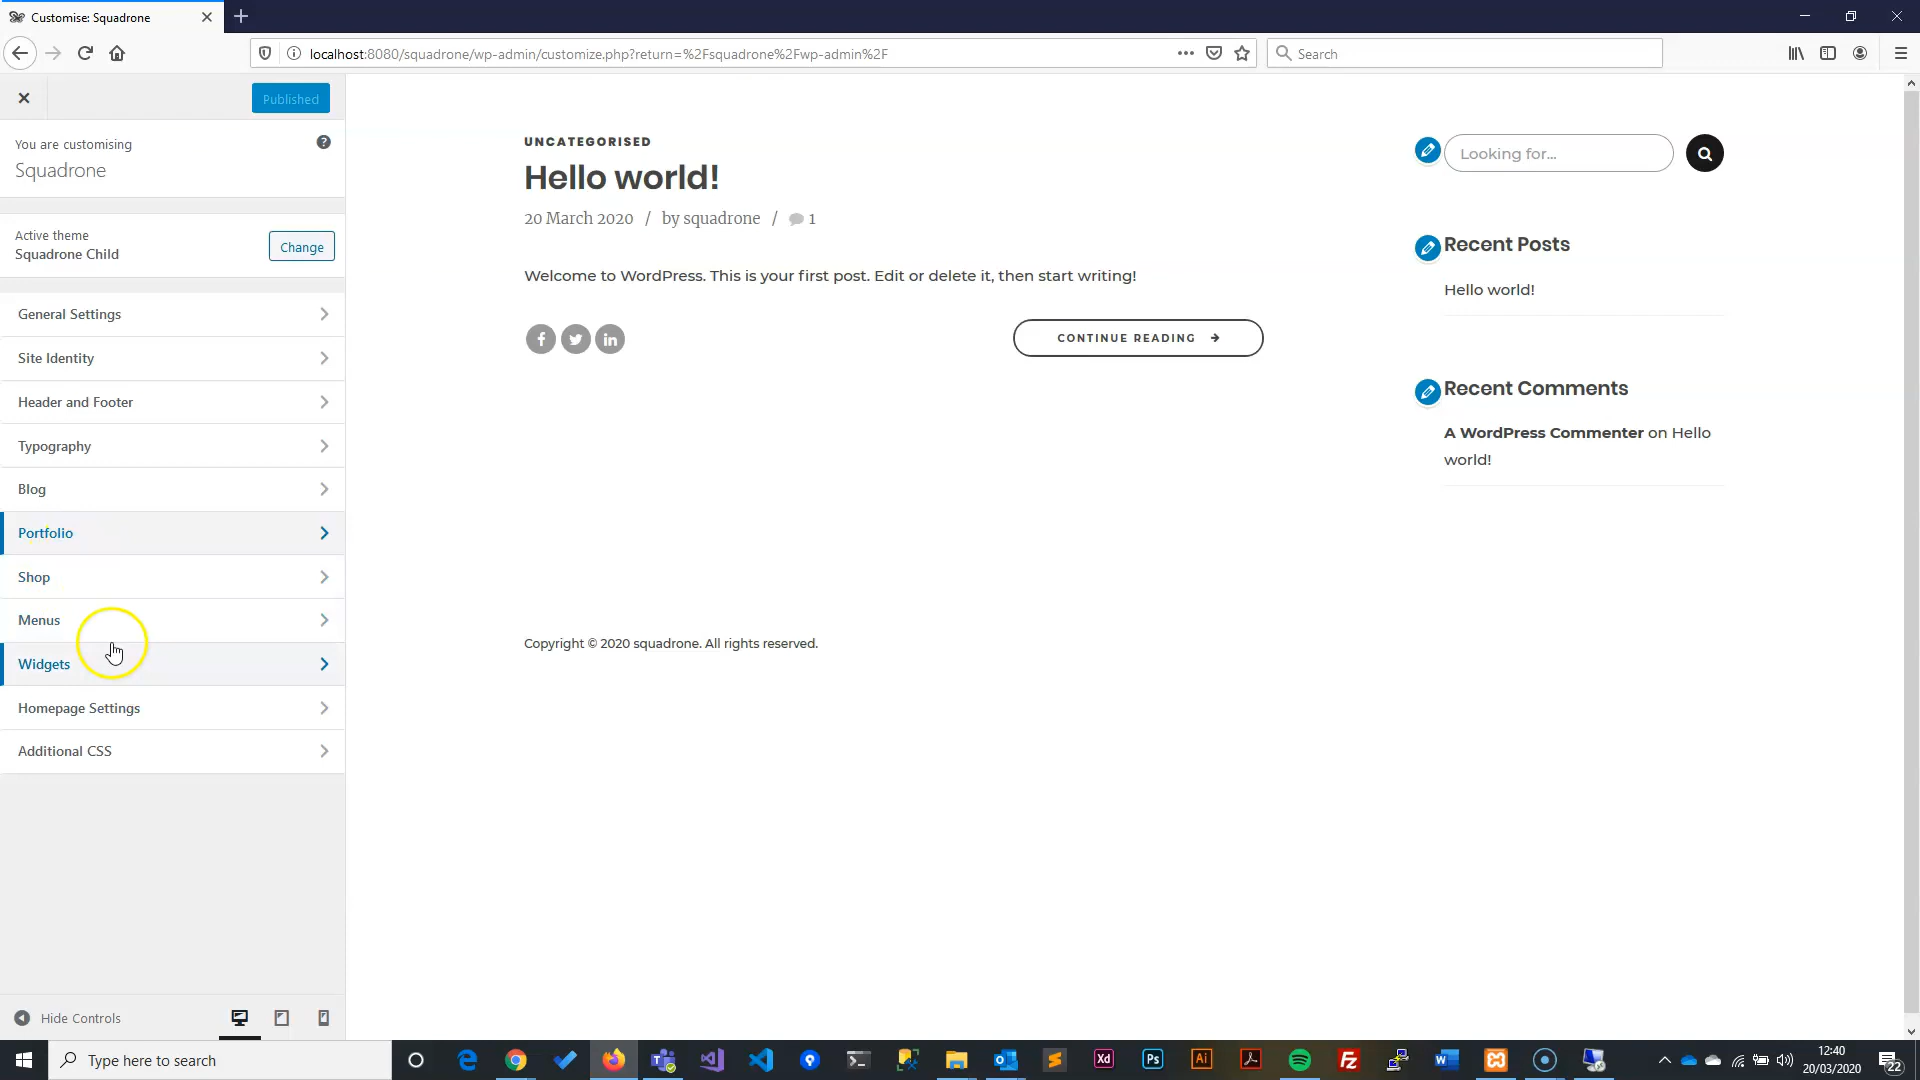 Customise: Squadrone
localhost:8080/squadrone/wp-admin/customize.php?return=%2Fsquadrone%2Fwp-admin%2F
Search
Published
You are customising
Squadrone
Active theme
Squadrone Child
Change
General Settings
Site Identity
Header and Footer
Typography
Blog
Portfolio
Shop
Menus
Widgets
Homepage Settings
Additional CSS
Hide Controls
UNCATEGORISED
Hello world!
20 March 2020 / by squadrone / 1
Welcome to WordPress. This is your first post. Edit or delete it, then start writing!
CONTINUE READING
Copyright © 2020 squadrone. All rights reserved.
Looking for...
Recent Posts
Hello world!
Recent Comments
A WordPress Commenter on Hello
world!
Type here to search
Xd
Ps
Ai
Fz
12:40
20/03/2020
22